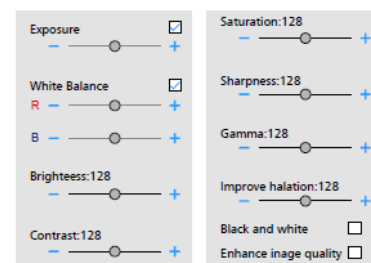 Exposure
White Balance
R
B
Brighteess:128
Contrast:128
Saturation:128
Sharpness:128
Gamma:128
Improve halation:128
Black and white
Enhance inage quality